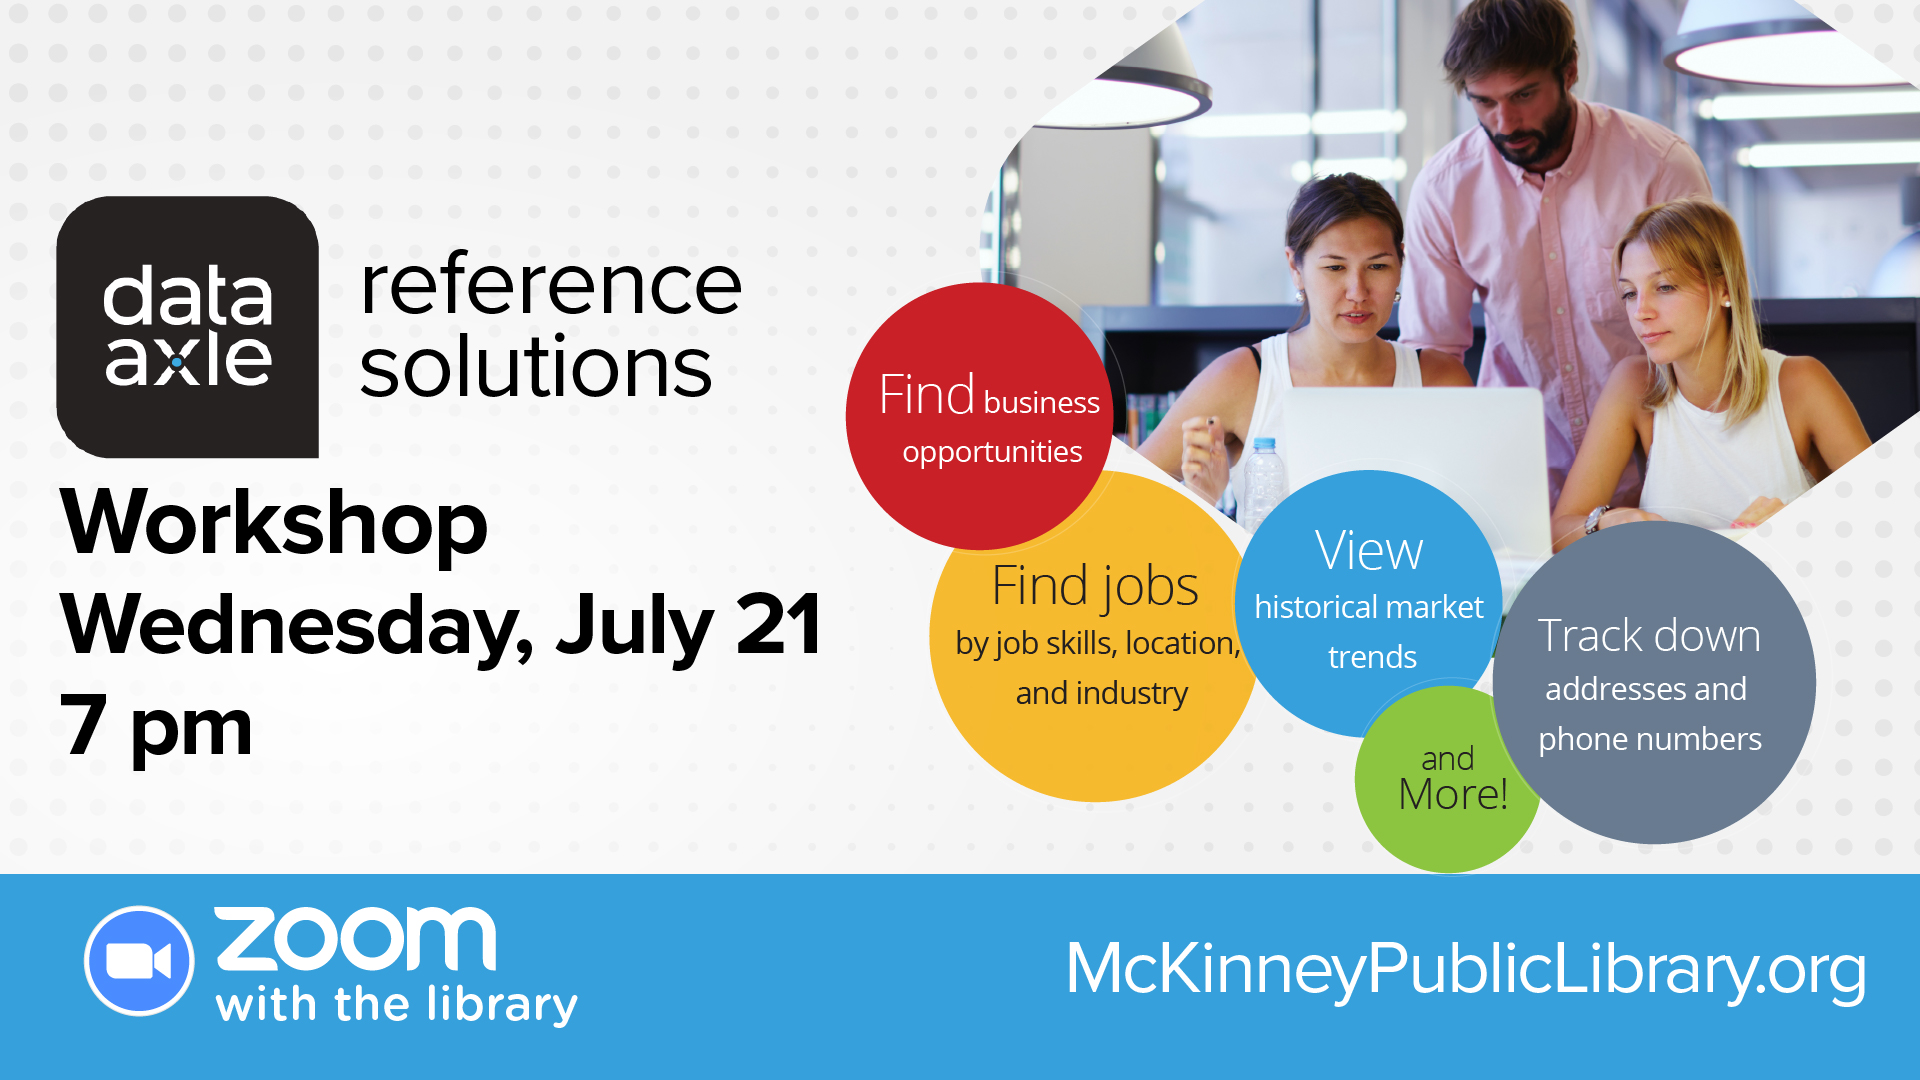 data
axle
reference
solutions
Workshop
Wednesday, July 21
7 pm
Find business
opportunities
Find jobs
by job skills, location,
and industry
View
historical market
trends
Track down
addresses and
phone numbers
and
More!
zoom
with the library
McKinneyPublicLibrary.org